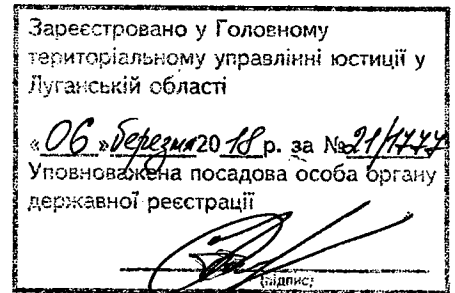 Зареєстровано у Головному
територіальному управлінні юстиції у
Луганській області
«06» березня 2018 р. за №21/1777
Уповноважена посадова особа органу
державної реєстрації
(підпис)